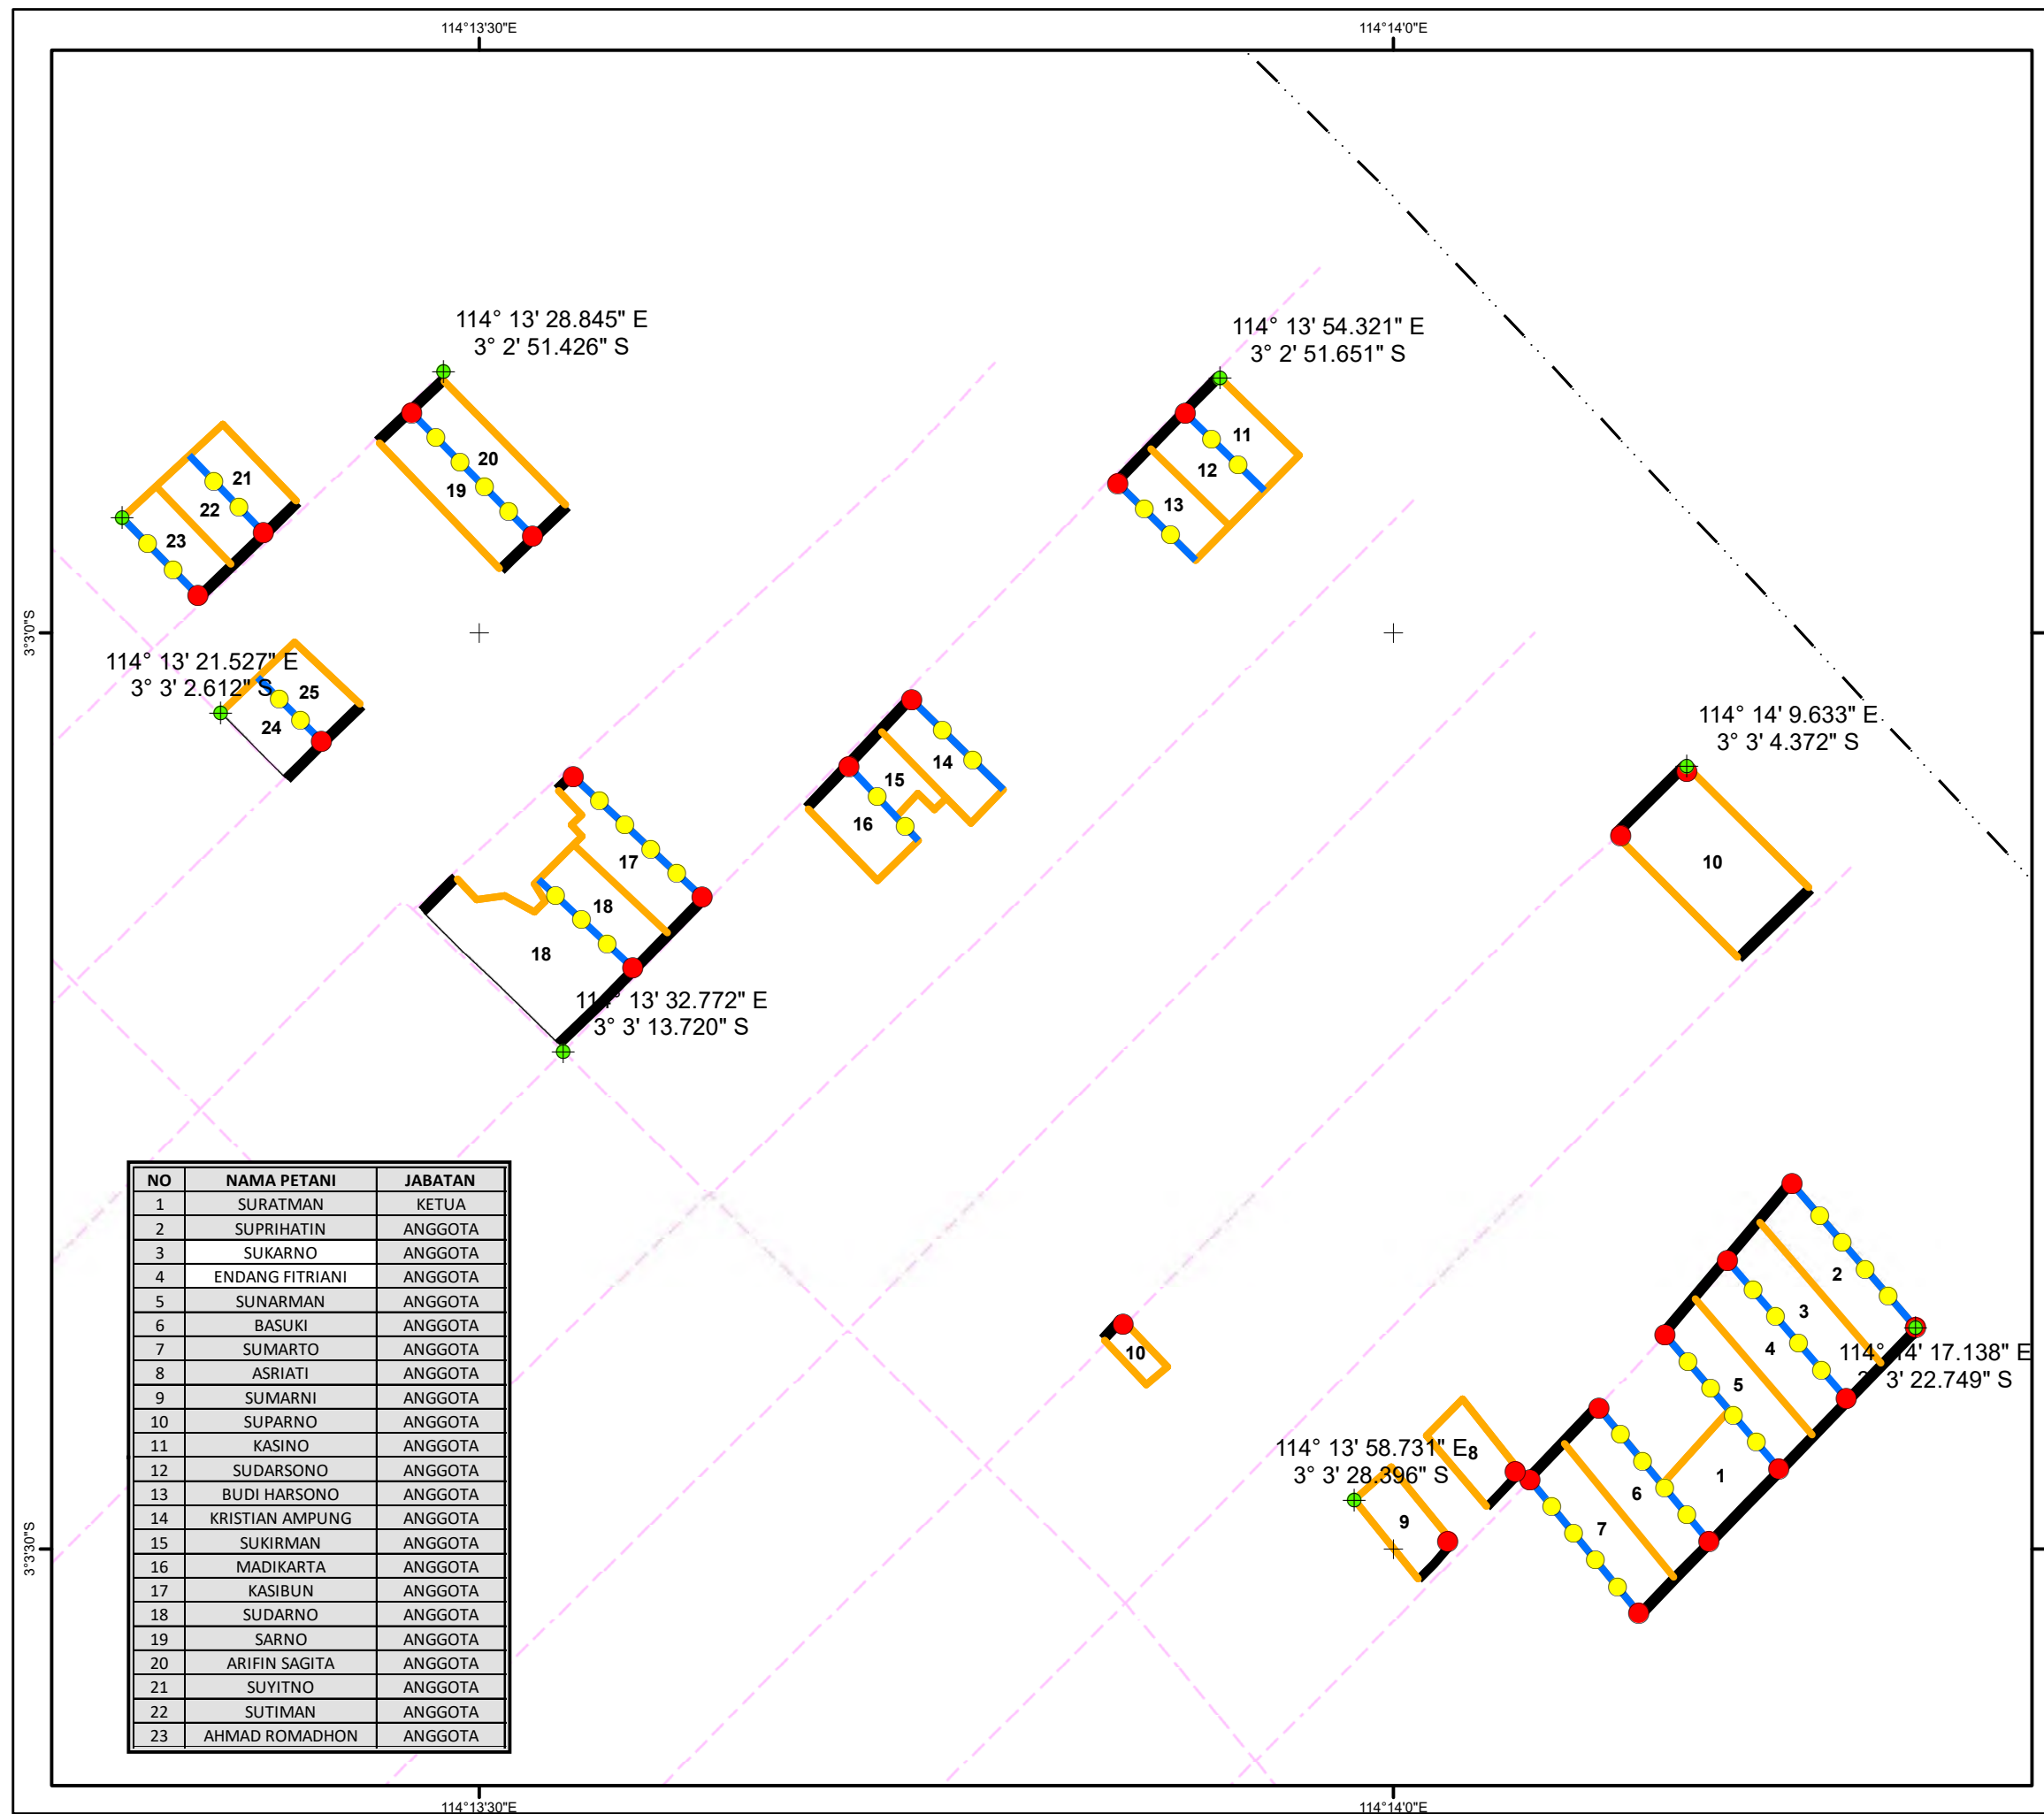 114°13'30"E
114°14'0"E
114° 13' 28.845" E
3° 2' 51.426" S
114° 13' 54.321" E
3° 2' 51.651" S
11
20
12
21
19
13
22
23
3°3'0"S
114° 13' 21.527" E
3° 3' 2.612" S
25
24
114° 14' 9.633" E
3° 3' 4.372" S
14
15
16
17
10
18
18
114° 13' 32.772" E
3° 3' 13.720" S
NO NAMA PETANI JABATAN
1 SURATMAN KETUA
2 SUPRIHATIN ANGGOTA
3 SUKARNO ANGGOTA
4 ENDANG FITRIANI ANGGOTA
5 SUNARMAN ANGGOTA
6 BASUKI ANGGOTA
7 SUMARTO ANGGOTA
8 ASRIATI ANGGOTA
9 SUMARNI ANGGOTA
10 SUPARNO ANGGOTA
11 KASINO ANGGOTA
12 SUDARSONO ANGGOTA
13 BUDI HARSONO ANGGOTA
14 KRISTIAN AMPUNG ANGGOTA
15 SUKIRMAN ANGGOTA
16 MADIKARTA ANGGOTA
17 KASIBUN ANGGOTA
18 SUDARNO ANGGOTA
19 SARNO ANGGOTA
20 ARIFIN SAGITA ANGGOTA
21 SUYITNO ANGGOTA
22 SUTIMAN ANGGOTA
23 AHMAD ROMADHON ANGGOTA
2
3
4
10
114° 14' 17.138" E
3' 22.749" S
5
114° 13' 58.731" E
8
3° 3' 28.396" S
1
6
9
7
3°3'30"S
114°13'30"E
114°14'0"E